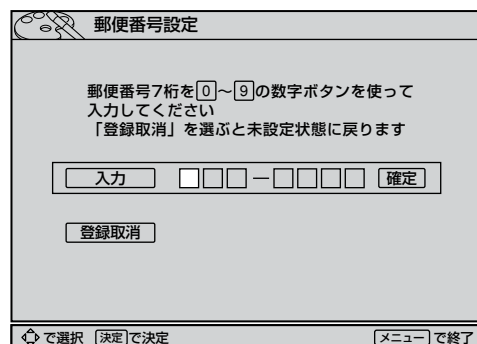 郵便番号設定
郵便番号7桁を0～9の数字ボタンを使って
入力してください
「登録取消」を選ぶと未設定状態に戻ります
入力 □□□－□□□□ 確定
登録取消
で選択 決定で決定 メニューで終了